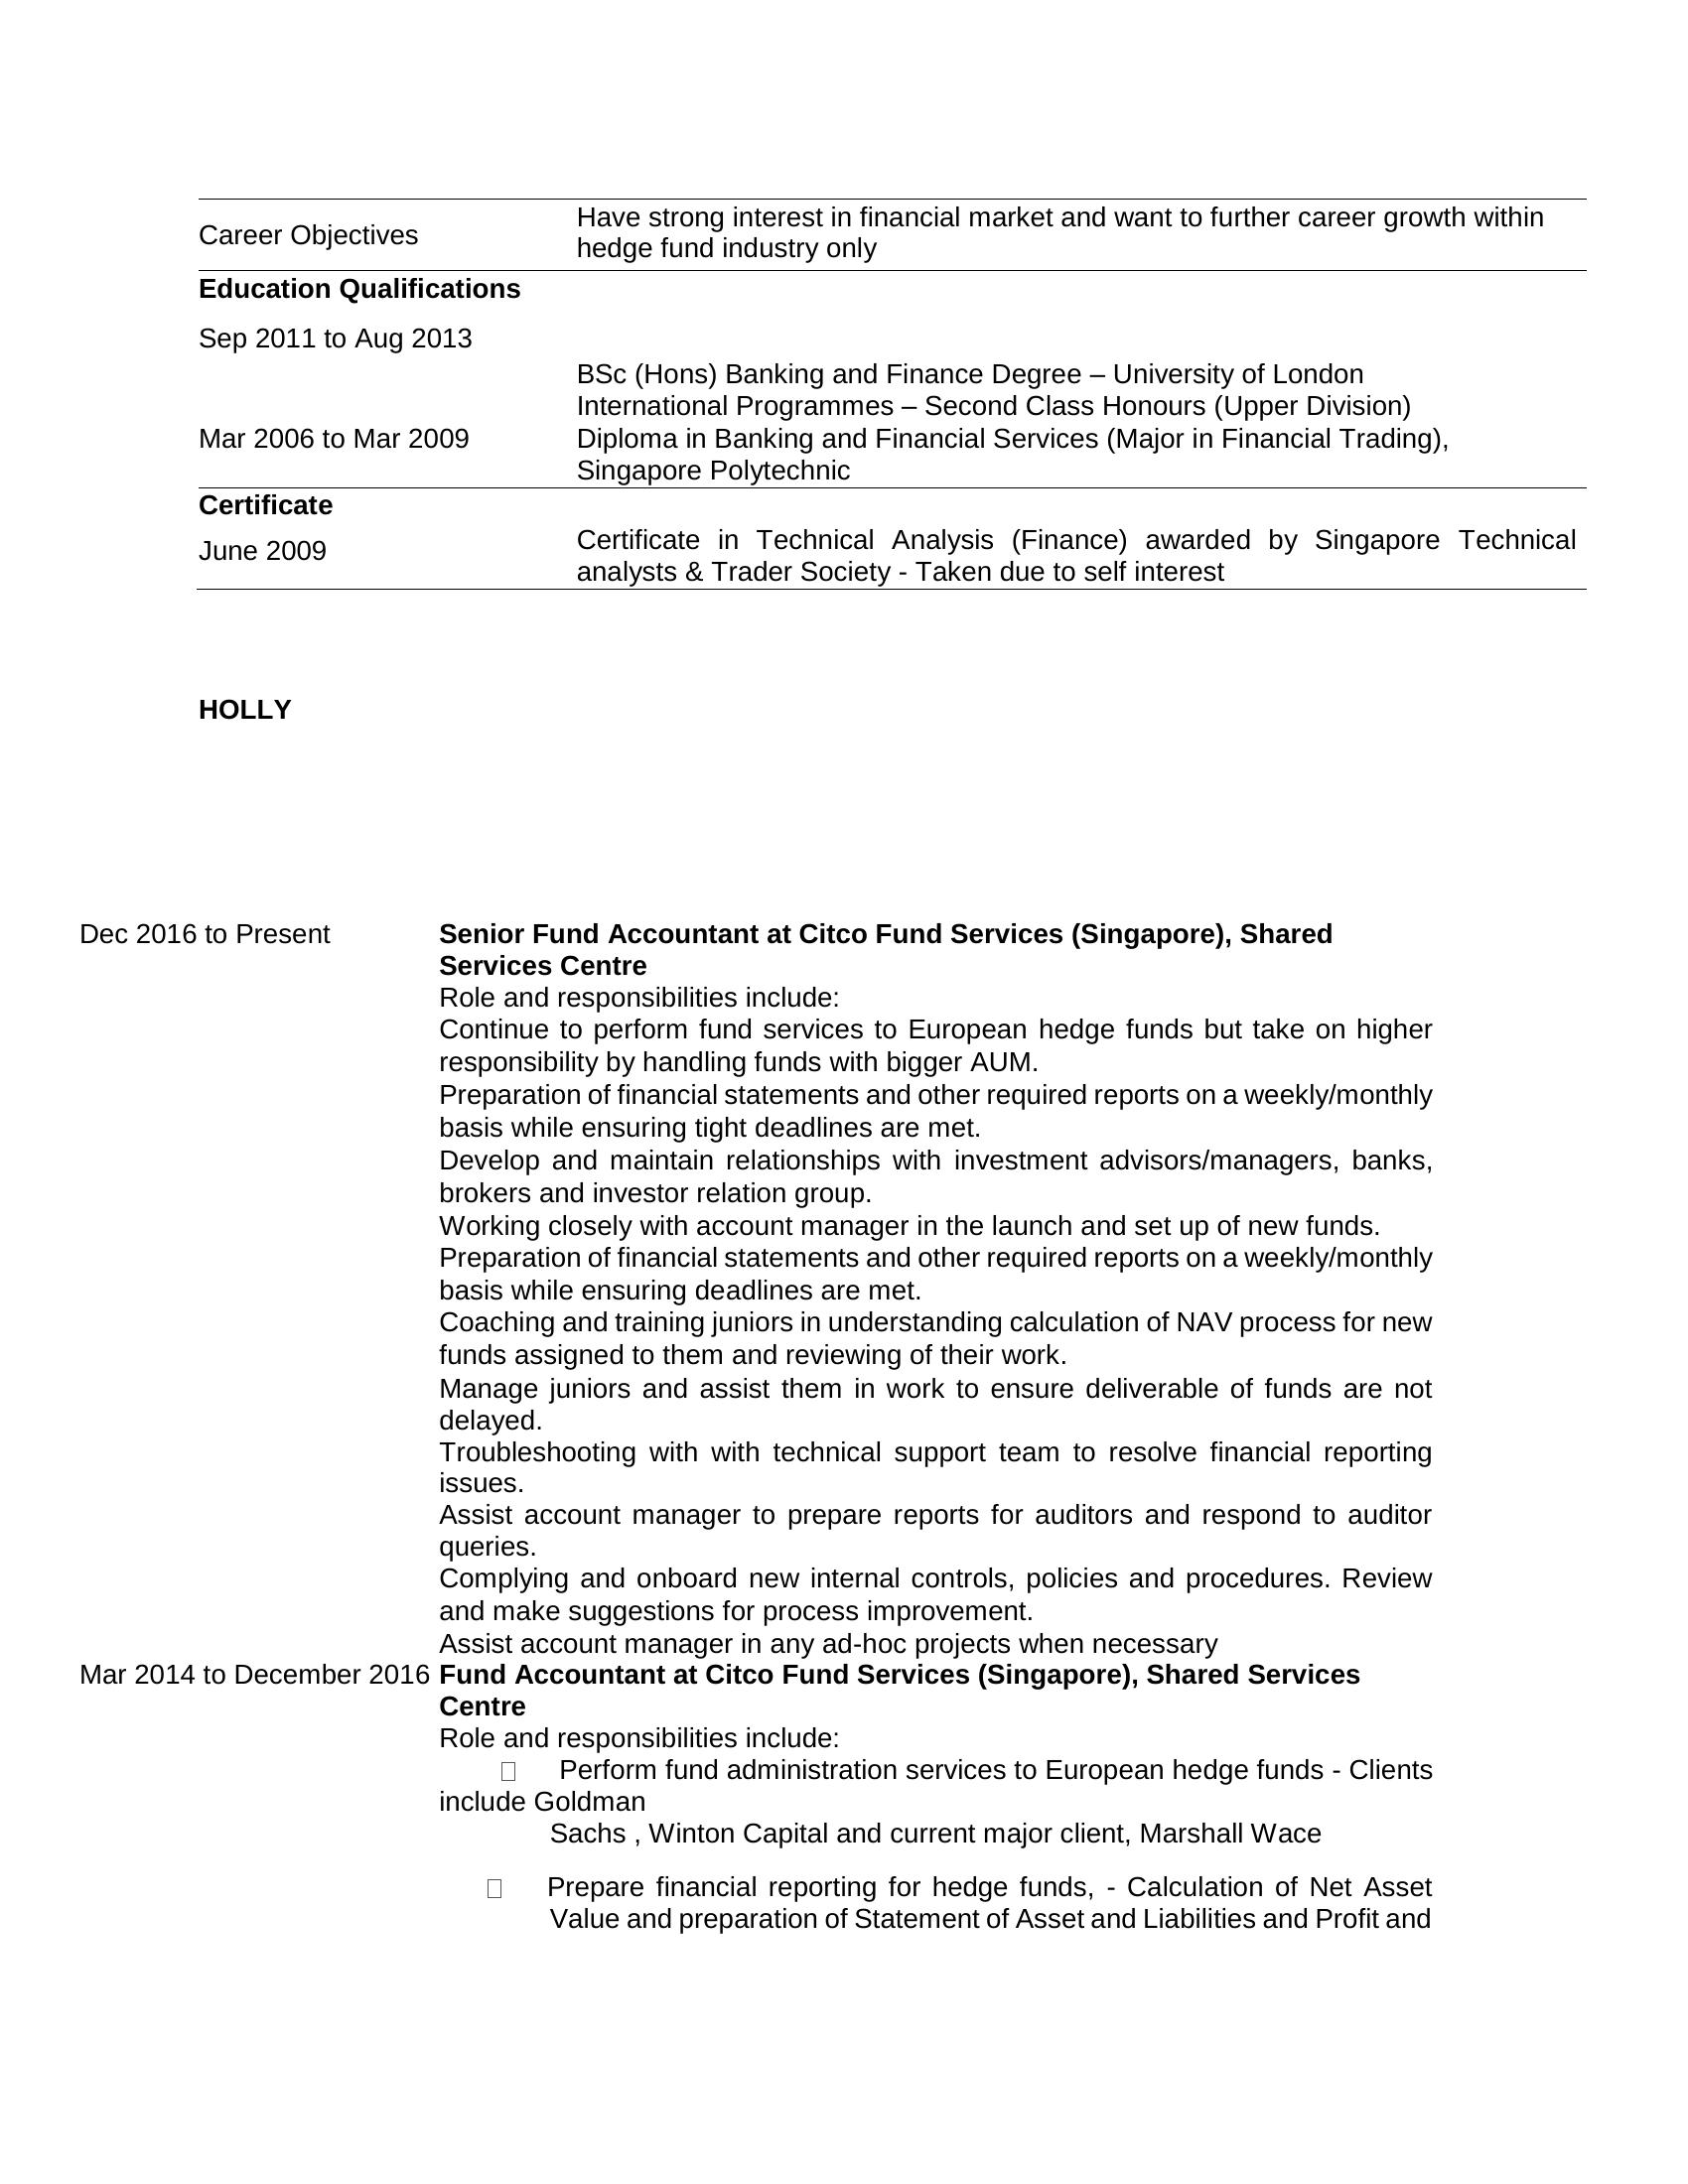 Career Objectives
Have strong interest in financial market and want to further career growth within
hedge fund industry only
Education Qualifications
Sep 2011 to Aug 2013
BSc (Hons) Banking and Finance Degree – University of London
International Programmes – Second Class Honours (Upper Division)
Mar 2006 to Mar 2009
Diploma in Banking and Financial Services (Major in Financial Trading),
Singapore Polytechnic
Certificate
June 2009
Certificate in Technical Analysis (Finance) awarded by Singapore Technical
analysts & Trader Society - Taken due to self interest
HOLLY
Dec 2016 to Present
Senior Fund Accountant at Citco Fund Services (Singapore), Shared
Services Centre
Role and responsibilities include:
Continue to perform fund services to European hedge funds but take on higher
responsibility by handling funds with bigger AUM.
Preparation of financial statements and other required reports on a weekly/monthly
basis while ensuring tight deadlines are met.
Develop and maintain relationships with investment advisors/managers, banks,
brokers and investor relation group.
Working closely with account manager in the launch and set up of new funds.
Preparation of financial statements and other required reports on a weekly/monthly
basis while ensuring deadlines are met.
Coaching and training juniors in understanding calculation of NAV process for new
funds assigned to them and reviewing of their work.
Manage juniors and assist them in work to ensure deliverable of funds are not
delayed.
Troubleshooting with with technical support team to resolve financial reporting
issues.
Assist account manager to prepare reports for auditors and respond to auditor
queries.
Complying and onboard new internal controls, policies and procedures. Review
and make suggestions for process improvement.
Assist account manager in any ad-hoc projects when necessary
Mar 2014 to December 2016
Fund Accountant at Citco Fund Services (Singapore), Shared Services
Centre
Role and responsibilities include:
Perform fund administration services to European hedge funds - Clients
include Goldman
Sachs , Winton Capital and current major client, Marshall Wace
Prepare financial reporting for hedge funds, - Calculation of Net Asset
Value and preparation of Statement of Asset and Liabilities and Profit and